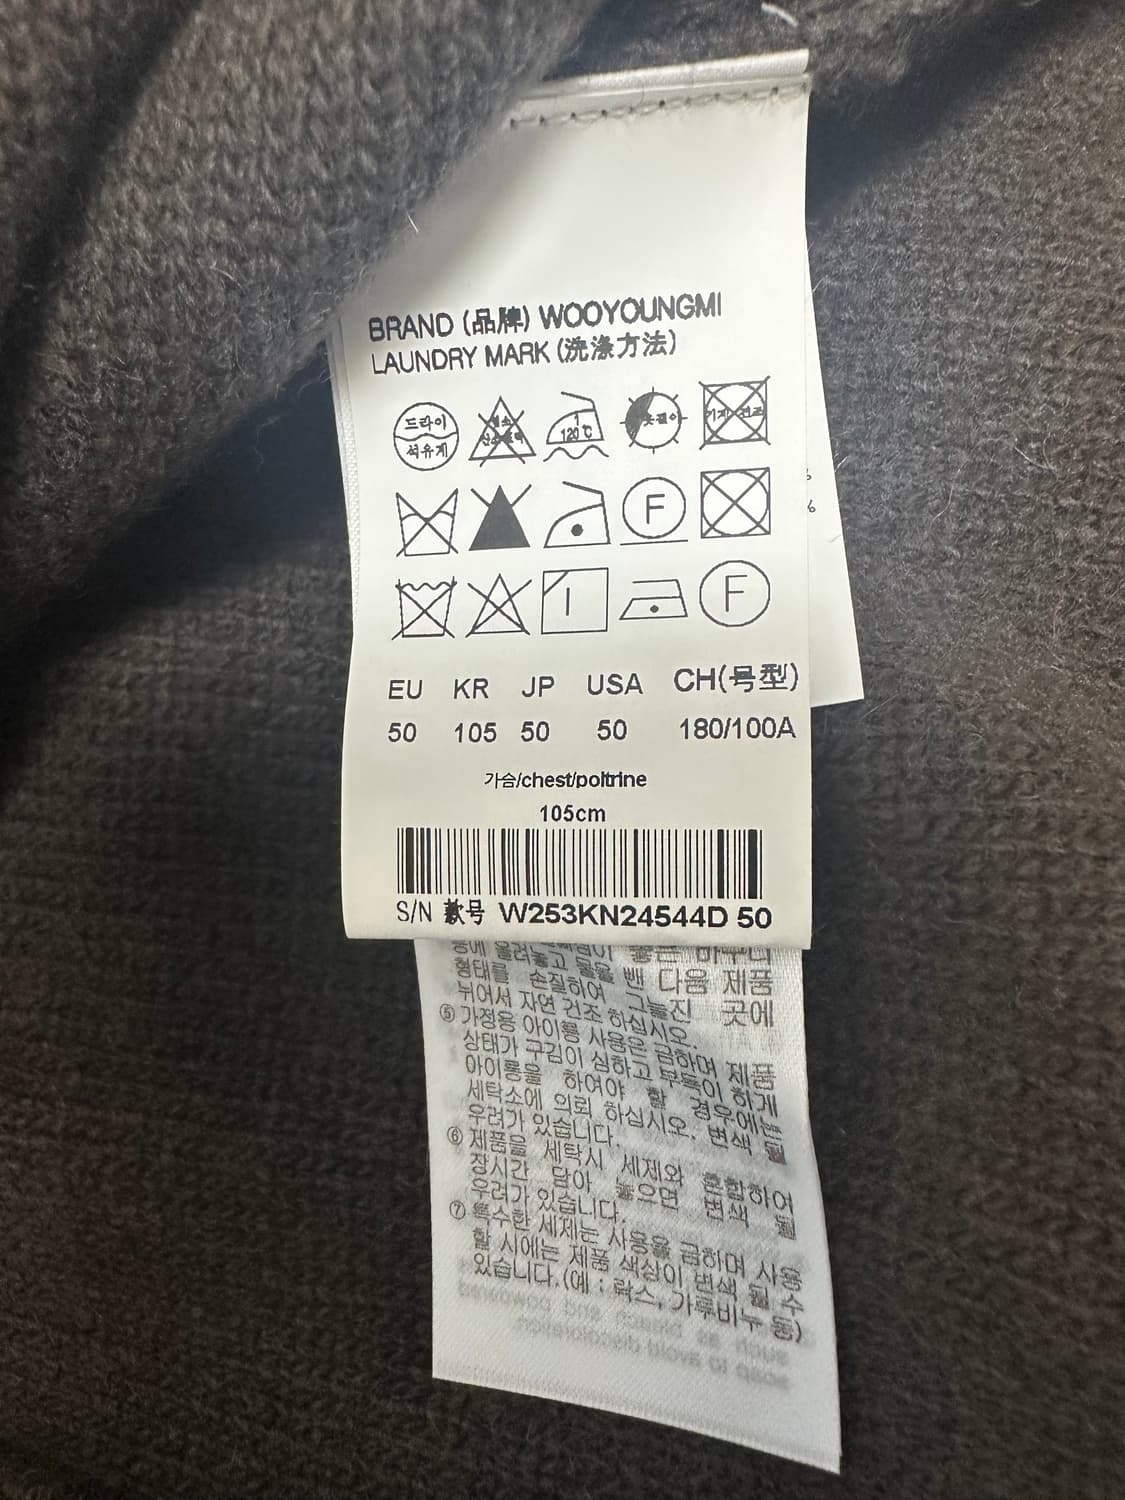 BRAND (品牌) WOOYOUNGMI
LAUNDRY MARK (洗涤方法)
드라이
석유계
120℃
F
F
EU KR JP USA CH(号型)
50 105 50 50 180/100A
가슴/chest/poitrine
105cm
S/N 款号 W253KN24544D 50
형태를 손질하여 뺀 다음 제품
뉘어서 자연 건조 하십시오. 그늘진 곳에
⑤ 가정용 아이롱 사용은 금하며 제품
상태가 구김이 심하고 부득이하게
아이롱을 하여야 할 경우에는
세탁소에 의뢰 하십시오. 변색 될
우려가 있습니다.
⑥ 제품을 세탁시 세제와 혼합하여
장시간 담아 놓으면 변색 될
우려가 있습니다.
⑦ 특수한 세제는 사용을 금하며 사용
할 시에는 제품 색상이 변색 될 수
있습니다.(예 : 락스, 가루비누 등)